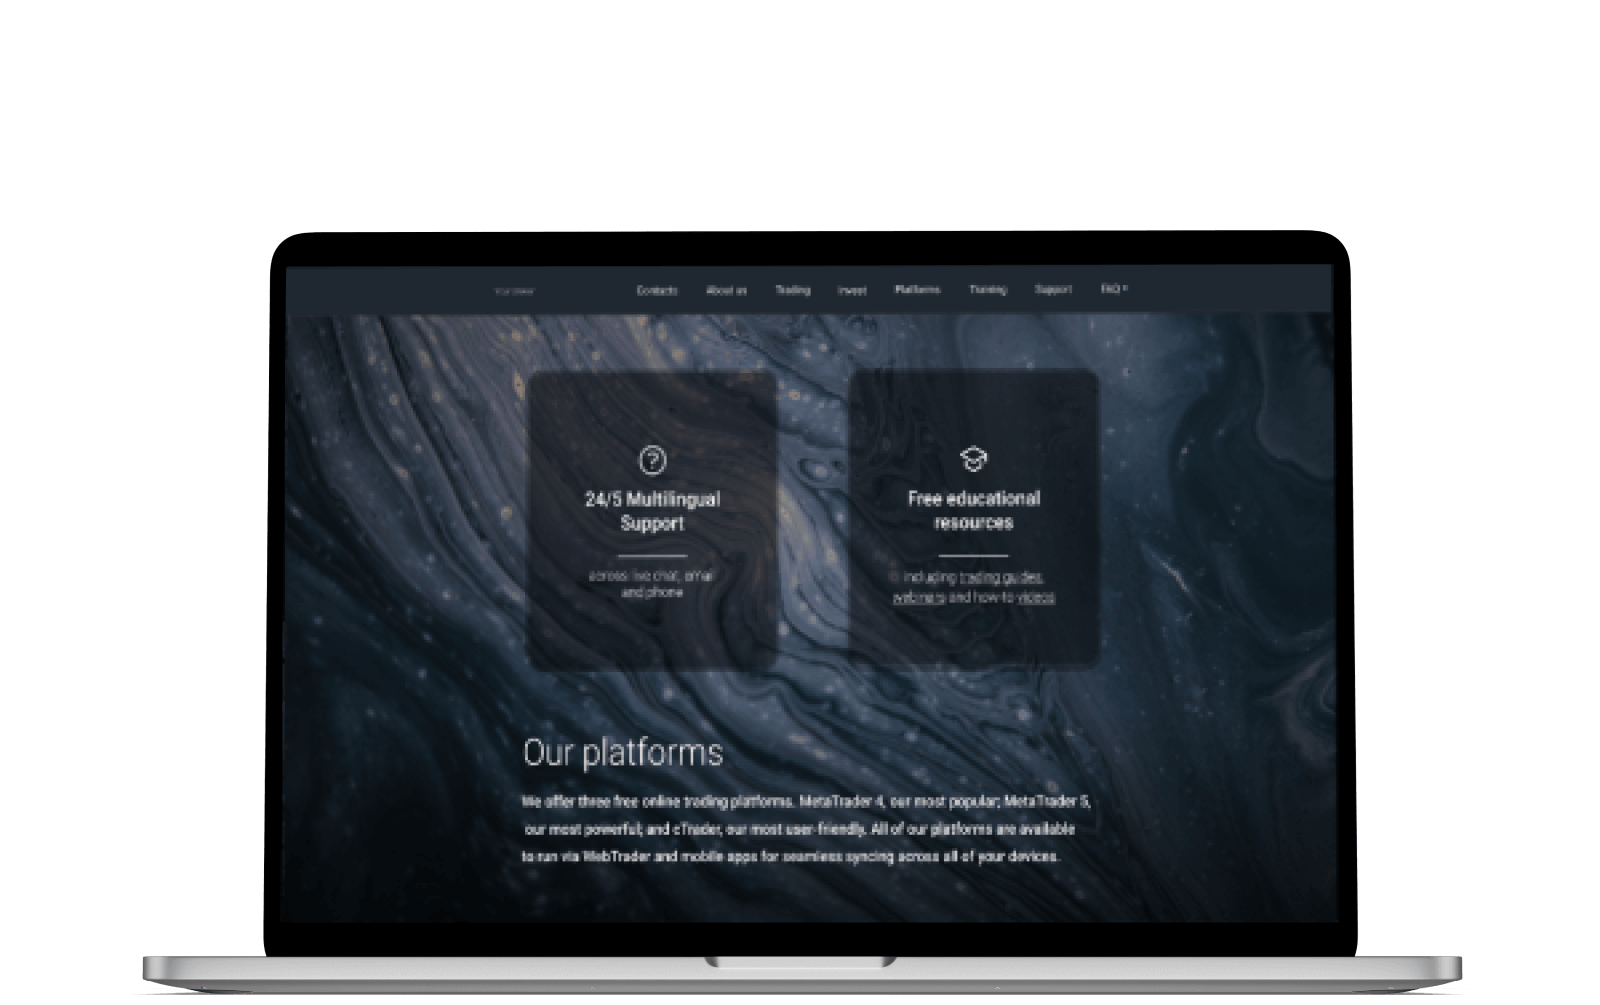 Contacts About us Trading Invest Platforms Training Support FAQ
24/5 Multilingual
Support
across live chat, email
and phone
Free educational
resources
including trading guides,
webinars and how-to videos
Our platforms
We offer three free online trading platforms. MetaTrader 4, our most popular; MetaTrader 5,
our most powerful; and cTrader, our most user-friendly. All of our platforms are available
to run via WebTrader and mobile apps for seamless syncing across all of your devices.